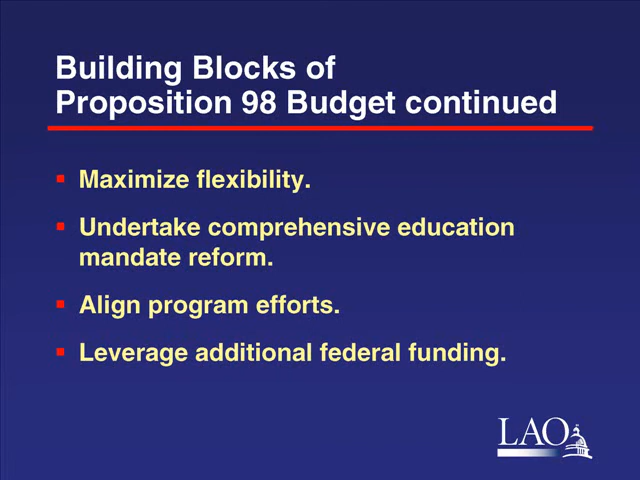 Building Blocks of
Proposition 98 Budget continued
Maximize flexibility.
Undertake comprehensive education
mandate reform.
Align program efforts.
Leverage additional federal funding.
LAO